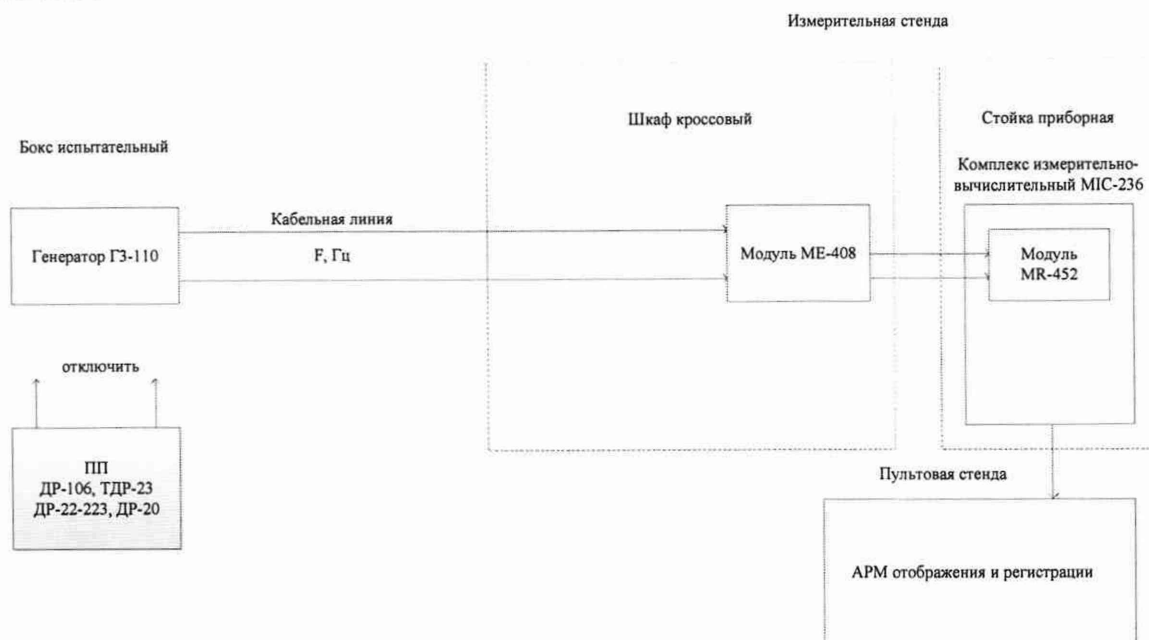 Измерительная стенда
Шкаф кроссовый
Стойка приборная
Бокс испытательный
Комплекс измерительно-
вычислительный MIC-236
Кабельная линия
Генератор ГЗ-110
F, Гц
Модуль МЕ-408
Модуль
MR-452
отключить
ПП
ДР-106, ТДР-23
ДР-22-223, ДР-20
Пультовая стенда
АРМ отображения и регистрации